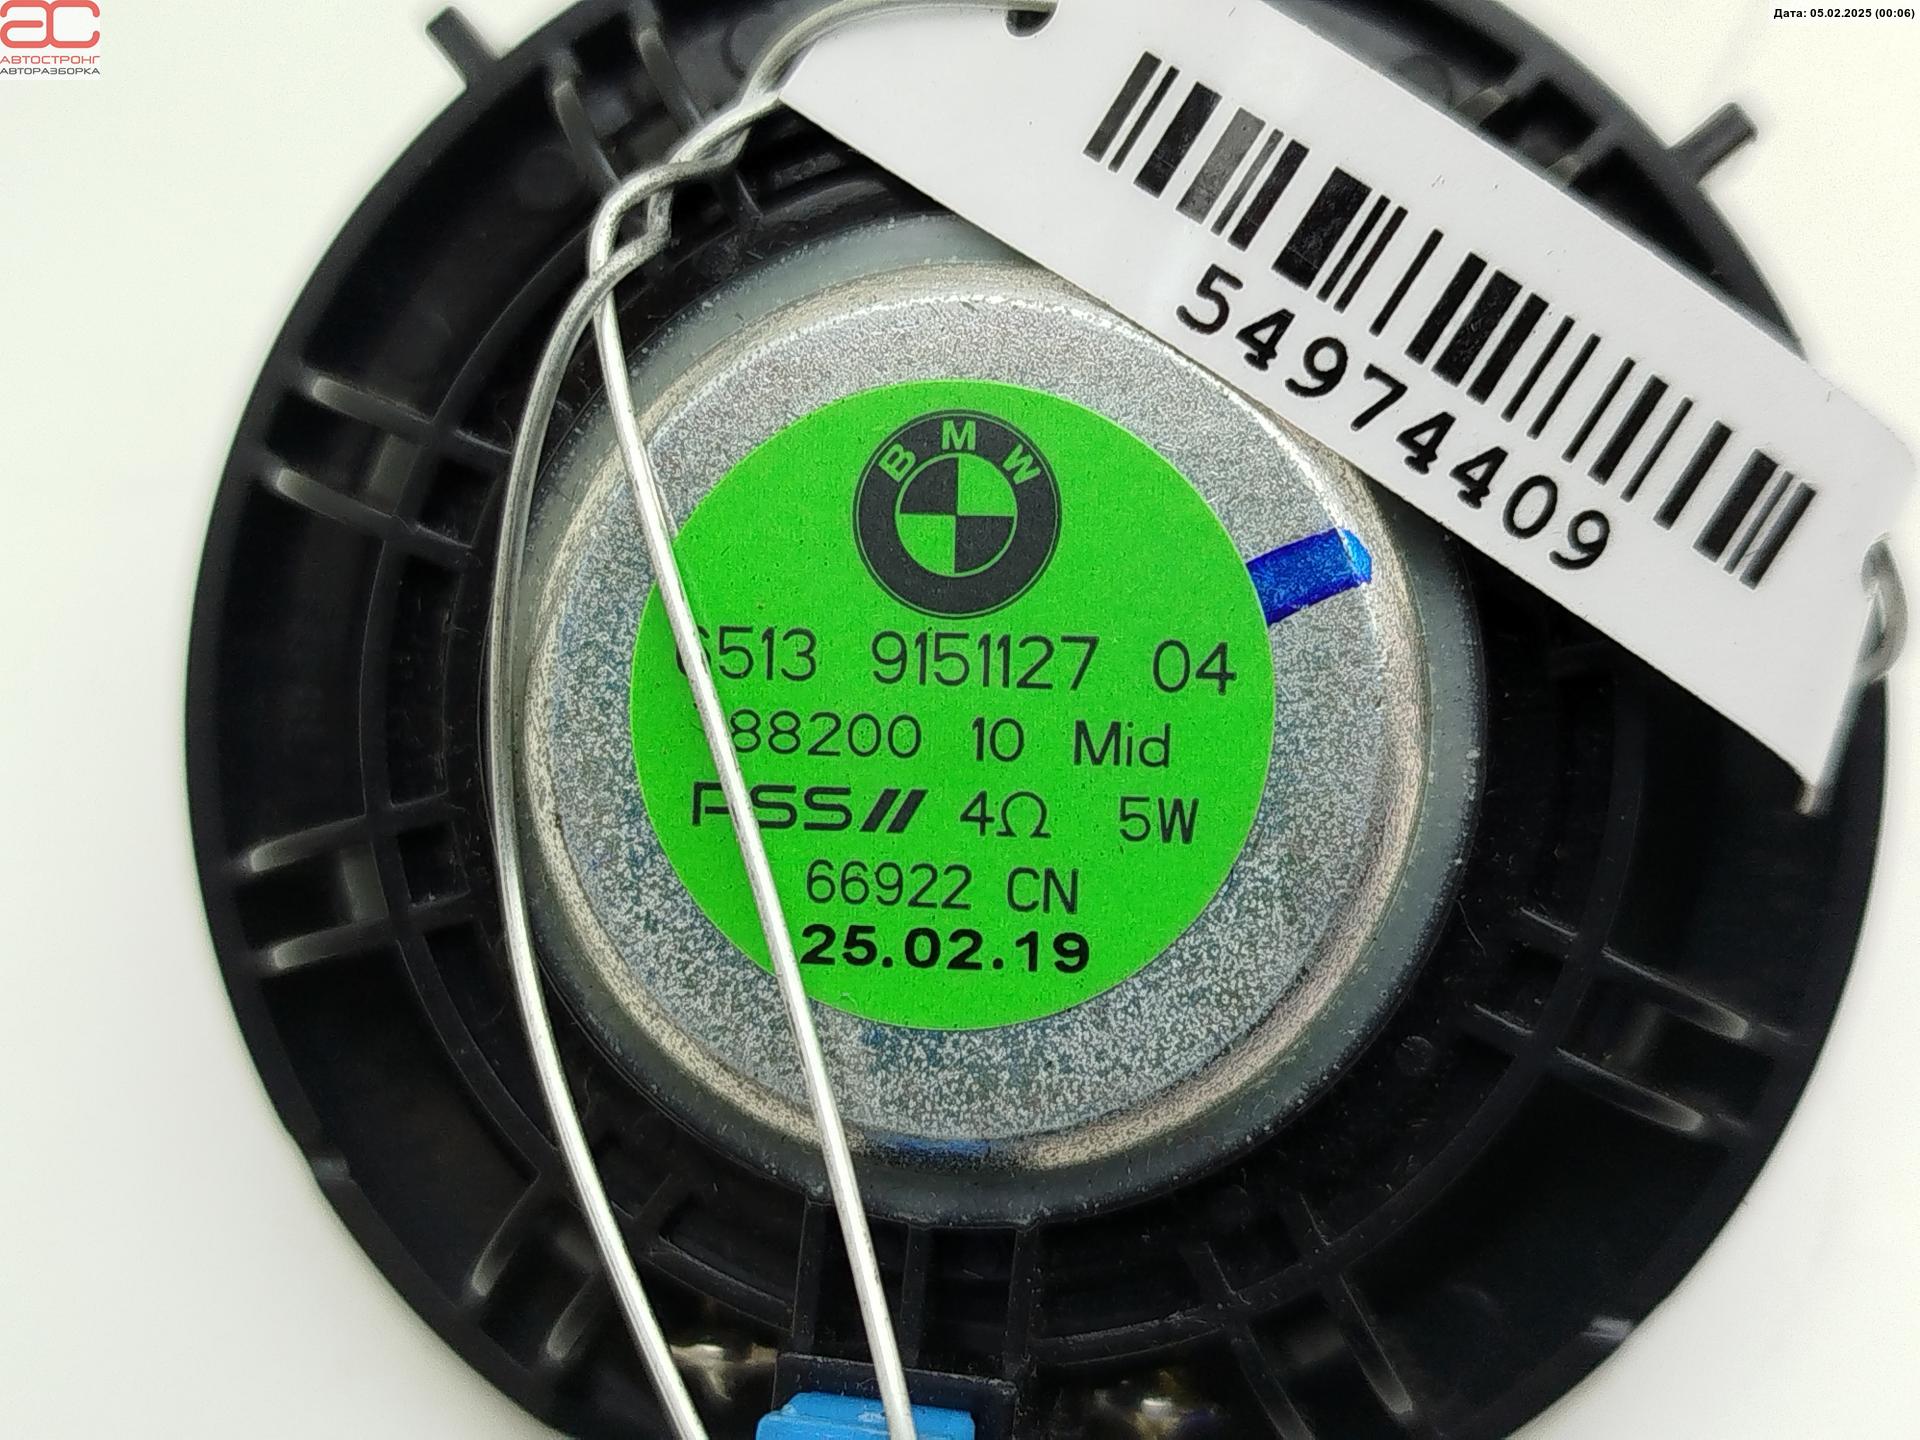 АС
АВТОСТРОНГ
АВТОРАЗБОРКА
Дата: 05.02.2025 (00:06)
54974409
BMW
6513 9151127 04
88200 10 Mid
PSS// 4Ω 5W
66922 CN
25.02.19